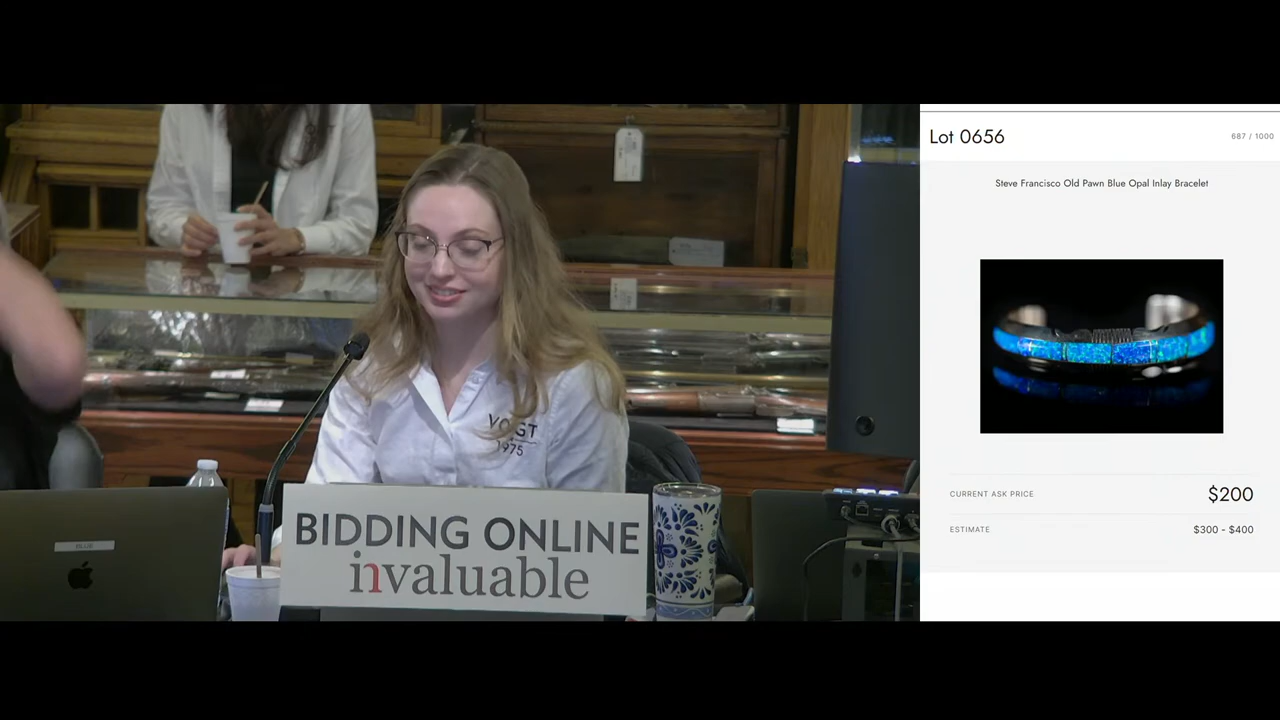 Lot 0656
687 / 1000
Steve Francisco Old Pawn Blue Opal Inlay Bracelet
CURRENT ASK PRICE
$200
ESTIMATE
$300 - $400
VOGT
1975
BLUE
BIDDING ONLINE
invaluable